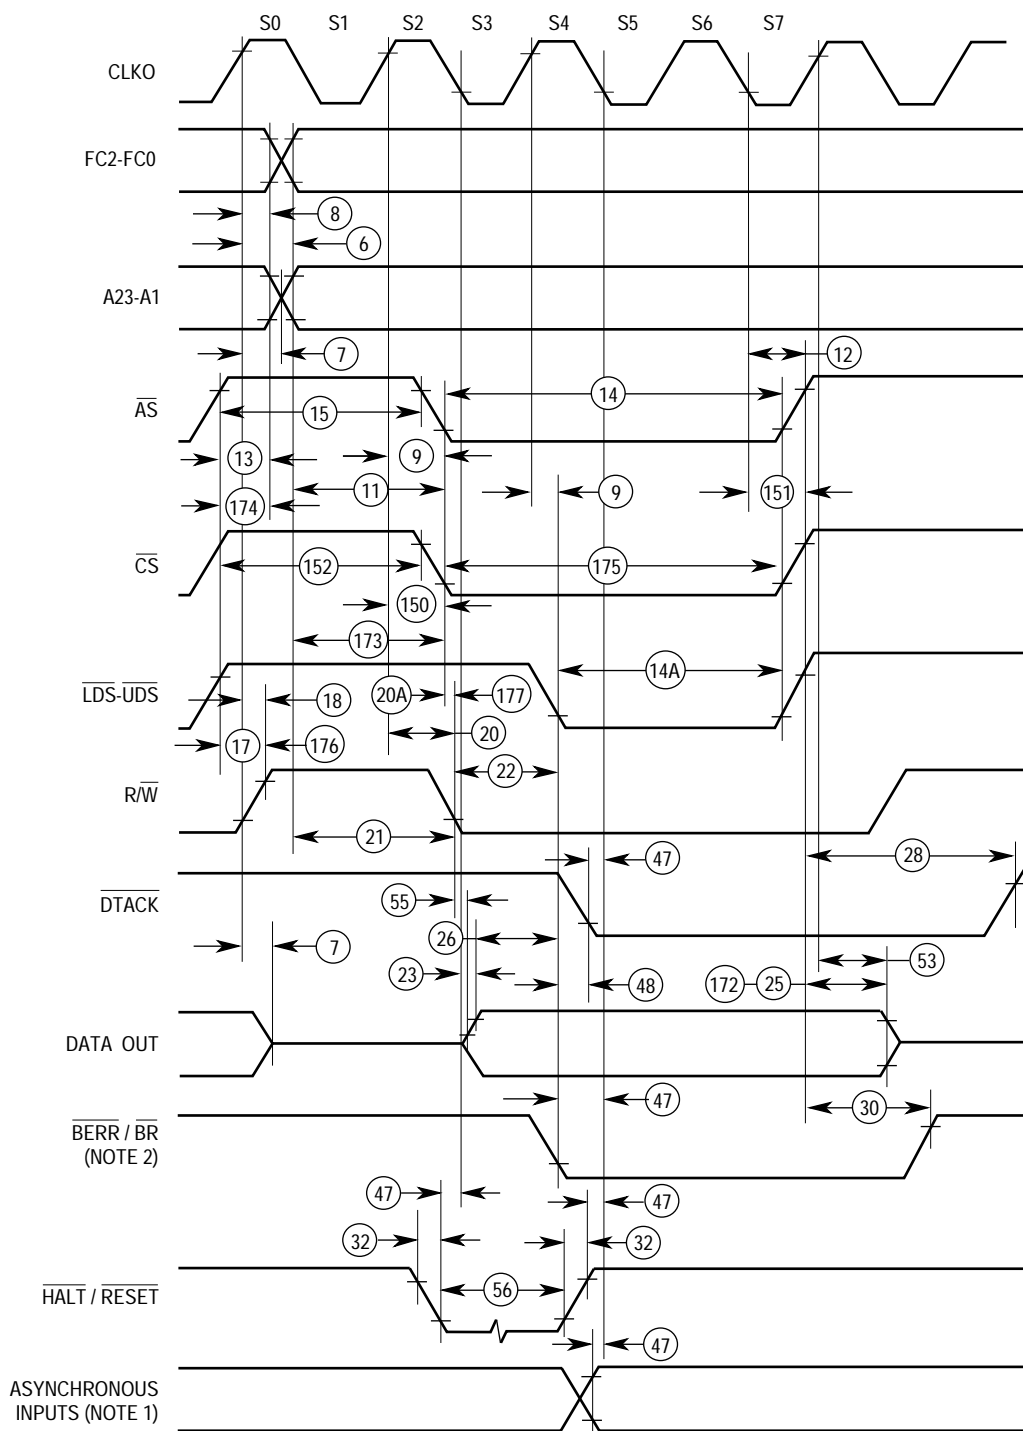 S0 S1 S2 S3 S4 S5 S6 S7
CLKO
FC2-FC0
8
6
A23-A1
7
12
AS
14
15
13
9
11
9
151
174
CS
152
175
150
173
14A
LDS-UDS
18
20A
177
20
17
176
22
R/W
21
47
28
DTACK
55
26
7
23
53
48
172
25
DATA OUT
47
30
BERR / BR
(NOTE 2)
47
47
32
32
56
HALT / RESET
47
ASYNCHRONOUS
INPUTS (NOTE 1)